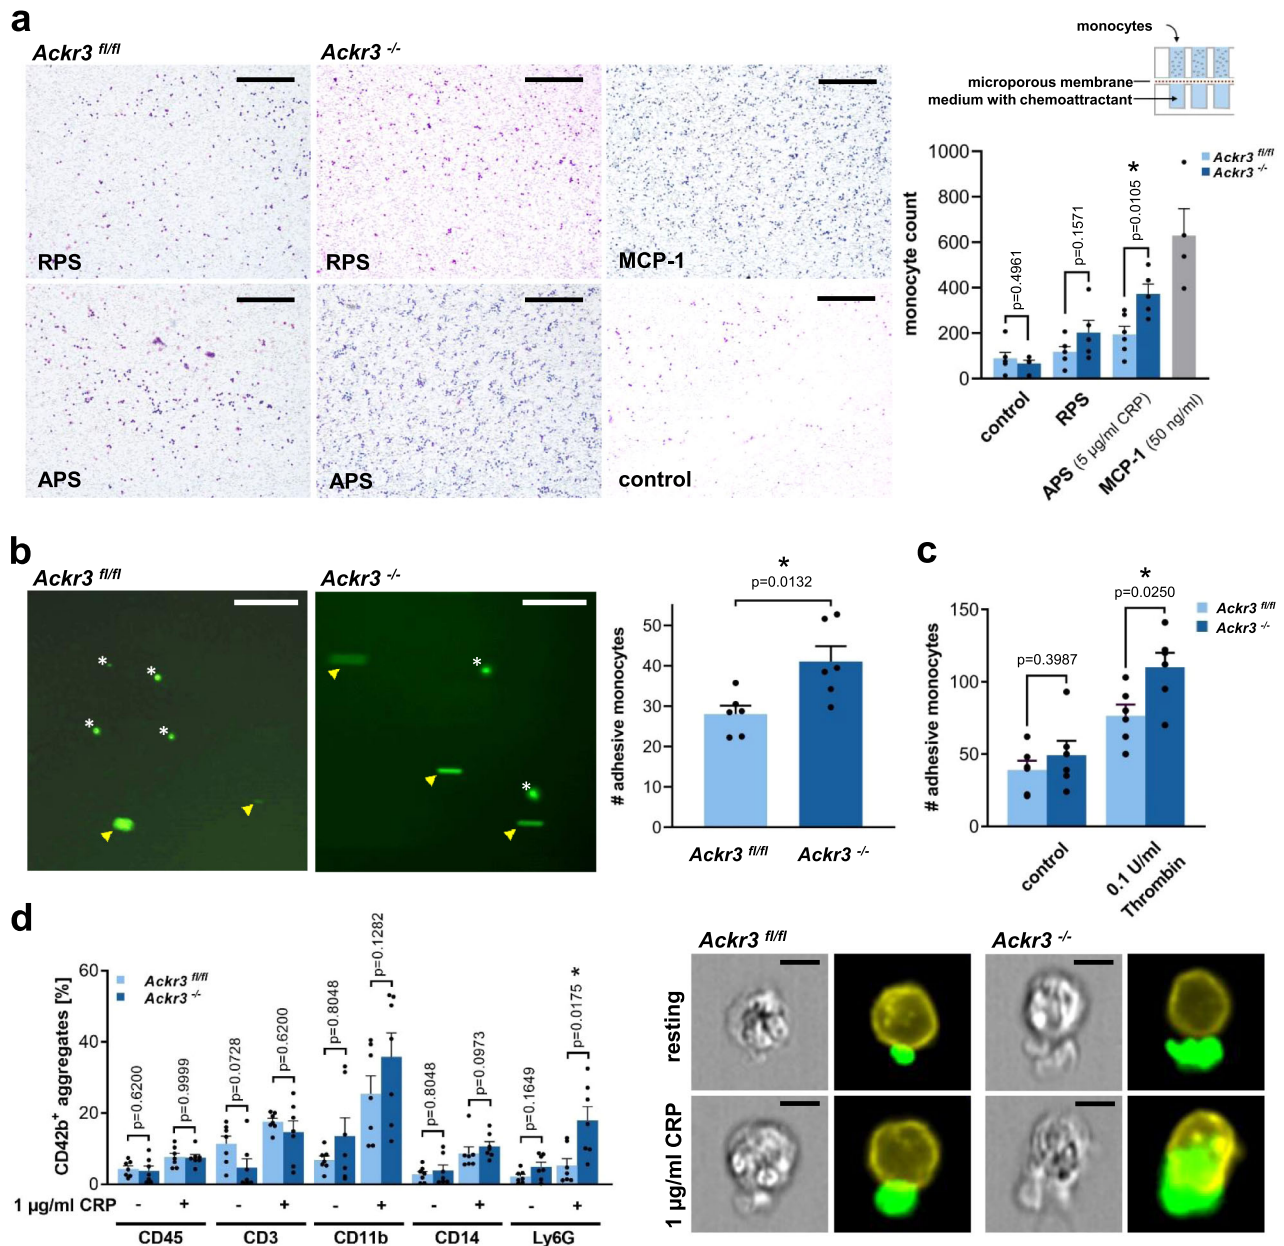 a
Ackr3 fl/fl
Ackr3 -/-
RPS
RPS
MCP-1
APS
APS
control
monocytes
microporous membrane
medium with chemoattractant
Ackr3 fl/fl
Ackr3 -/-
monocyte count
1000
800
600
400
200
0
p=0.4961
p=0.1571
*
p=0.0105
control
RPS
APS (5 µg/ml CRP)
MCP-1 (50 ng/ml)
b
Ackr3 fl/fl
Ackr3 -/-
*
*
*
*
*
*
# adhesive monocytes
50
40
30
20
10
0
*
p=0.0132
Ackr3 fl/fl
Ackr3 -/-
c
# adhesive monocytes
150
100
50
0
p=0.3987
*
p=0.0250
Ackr3 fl/fl
Ackr3 -/-
control
0.1 U/ml
Thrombin
d
CD42b+ aggregates [%]
60
40
20
0
Ackr3 fl/fl
Ackr3 -/-
p=0.6200
p=0.9999
p=0.0728
p=0.6200
p=0.8048
p=0.1282
p=0.8048
p=0.0973
p=0.1649
p=0.0175 *
1 µg/ml CRP - + - + - + - + - +
CD45 CD3 CD11b CD14 Ly6G
Ackr3 fl/fl
Ackr3 -/-
resting
1 µg/ml CRP